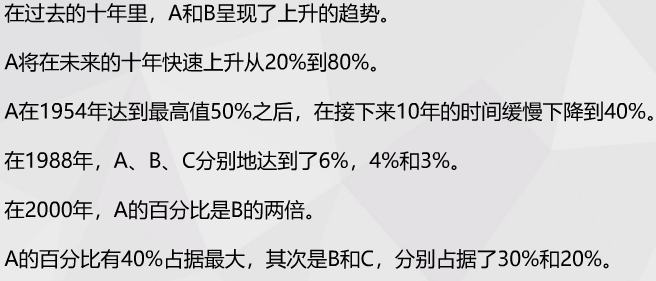 在过去的十年里，A和B呈现了上升的趋势。
A将在未来的十年快速上升从20%到80%。
A在1954年达到最高值50%之后，在接下来10年的时间缓慢下降到40%。
在1988年，A、B、C分别地达到了6%，4%和3%。
在2000年，A的百分比是B的两倍。
A的百分比有40%占据最大，其次是B和C，分别占据了30%和20%。